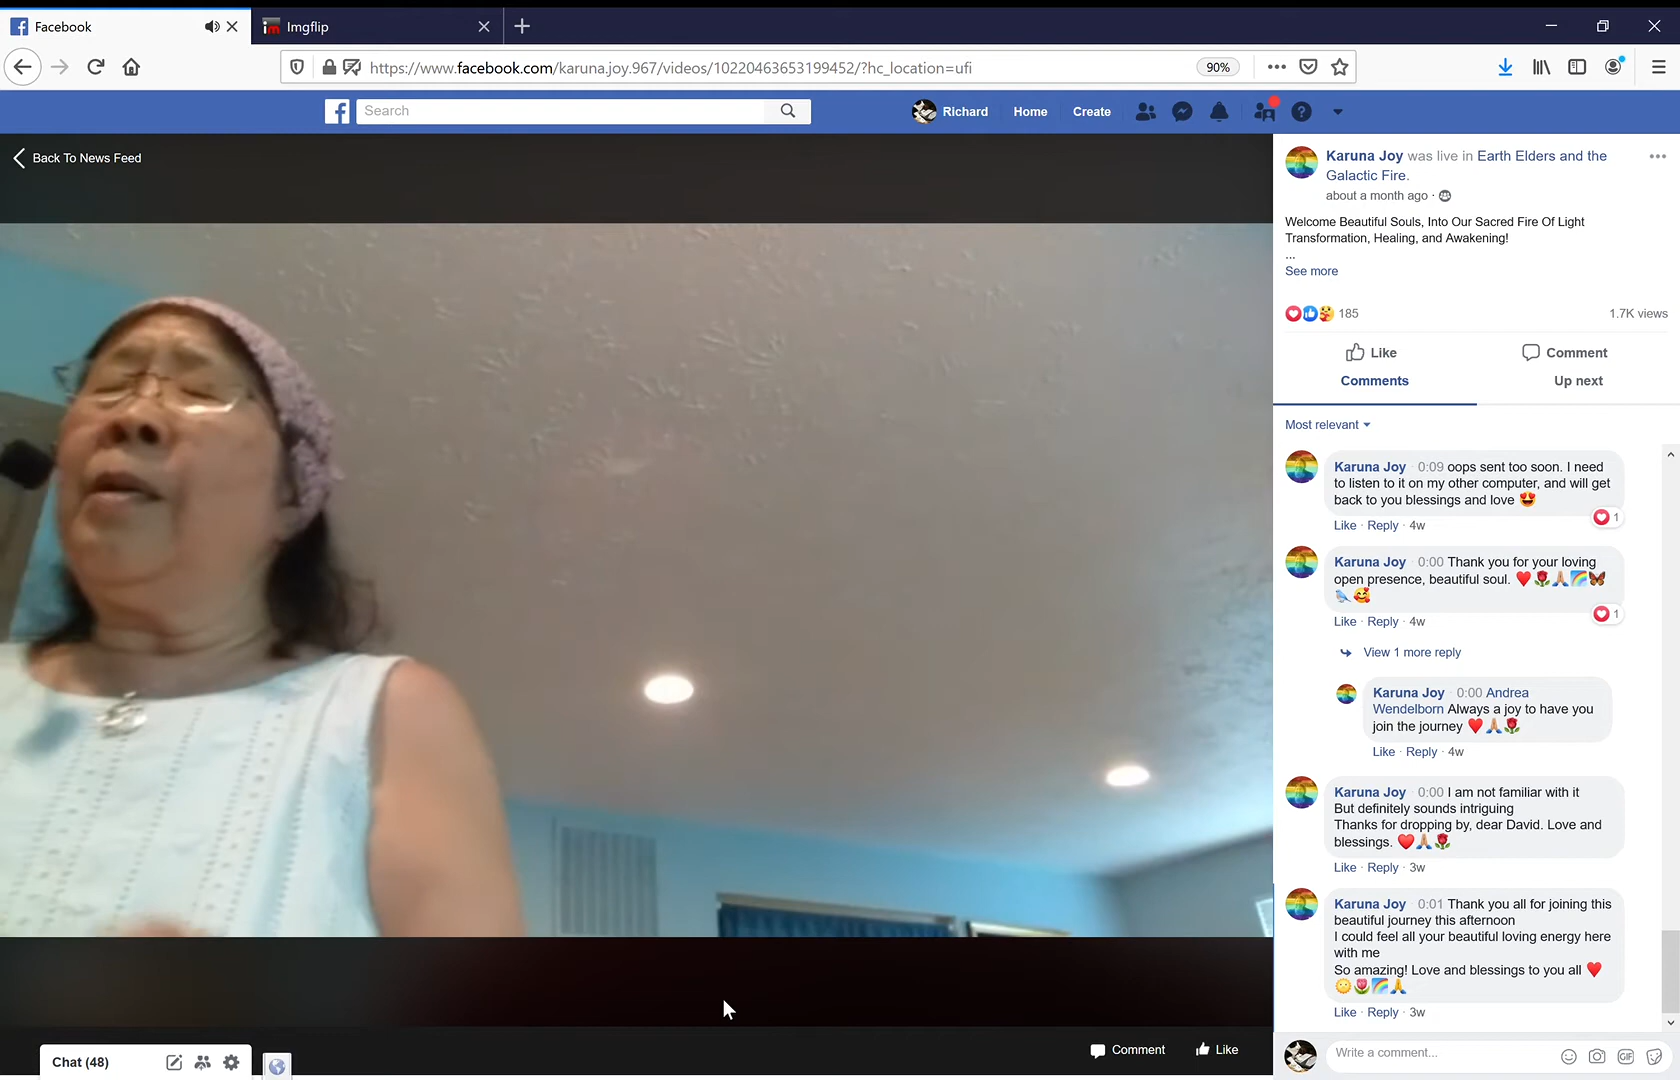 Facebook
Imgflip
https://www.facebook.com/karuna.joy.967/videos/10220463653199452/?hc_location=ufi
90%
Search
Richard
Home
Create
Back To News Feed
Karuna Joy was live in Earth Elders and the
Galactic Fire.
about a month ago ·
Welcome Beautiful Souls, Into Our Sacred Fire Of Light
Transformation, Healing, and Awakening!
...
See more
185
1.7K views
Like
Comment
Comments
Up next
Most relevant
Karuna Joy · 0:09 oops sent too soon. I need
to listen to it on my other computer, and will get
back to you blessings and love 😍
1
Like · Reply · 4w
Karuna Joy · 0:00 Thank you for your loving
open presence, beautiful soul. ❤️🌹🙏🌈🦋
🐦🥰
1
Like · Reply · 4w
View 1 more reply
Karuna Joy · 0:00 Andrea
Wendelborn Always a joy to have you
join the journey ❤️🙏🌹
Like · Reply · 4w
Karuna Joy · 0:00 I am not familiar with it
But definitely sounds intriguing
Thanks for dropping by, dear David. Love and
blessings. ❤️🙏🌹
Like · Reply · 3w
Karuna Joy · 0:01 Thank you all for joining this
beautiful journey this afternoon
I could feel all your beautiful loving energy here
with me
So amazing! Love and blessings to you all ❤️
🌞🌷🌈🙏
Like · Reply · 3w
Comment
Like
Write a comment...
GIF
Chat (48)